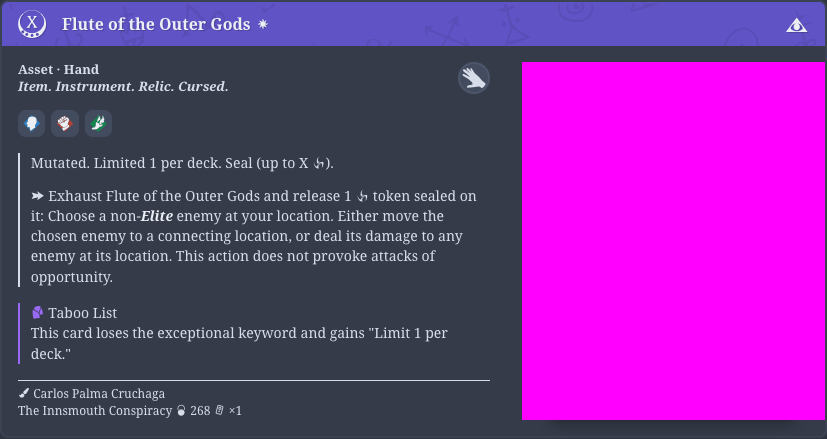 X Flute of the Outer Gods
Asset · Hand
Item. Instrument. Relic. Cursed.
Mutated. Limited 1 per deck. Seal (up to X ).
Exhaust Flute of the Outer Gods and release 1 token sealed on
it: Choose a non-Elite enemy at your location. Either move the
chosen enemy to a connecting location, or deal its damage to any
enemy at its location. This action does not provoke attacks of
opportunity.
Taboo List
This card loses the exceptional keyword and gains "Limit 1 per
deck."
Carlos Palma Cruchaga
The Innsmouth Conspiracy 268 ×1